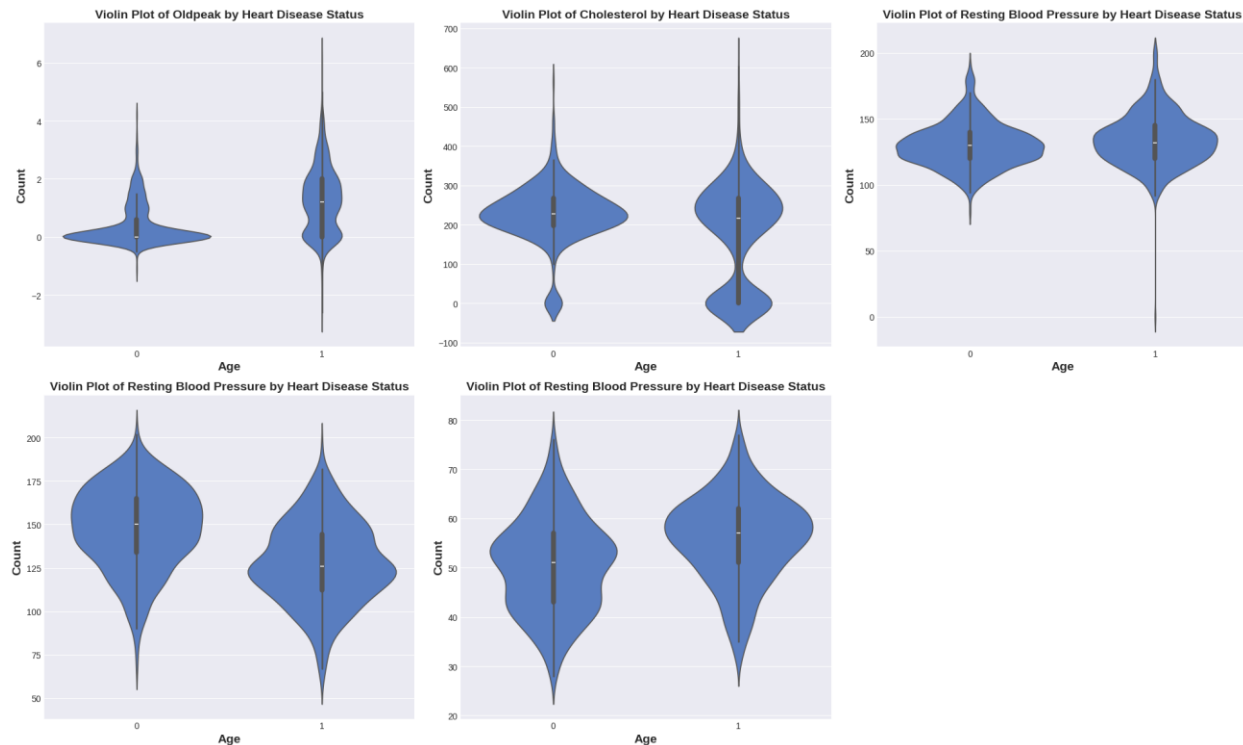 Violin Plot of Oldpeak by Heart Disease Status
6
4
2
0
−2
Count
0
1
Age
Violin Plot of Cholesterol by Heart Disease Status
700
600
500
400
300
200
100
0
−100
Count
0
1
Age
Violin Plot of Resting Blood Pressure by Heart Disease Status
200
150
100
50
0
Count
0
1
Age
Violin Plot of Resting Blood Pressure by Heart Disease Status
200
175
150
125
100
75
50
Count
0
1
Age
Violin Plot of Resting Blood Pressure by Heart Disease Status
80
70
60
50
40
30
20
Count
0
1
Age